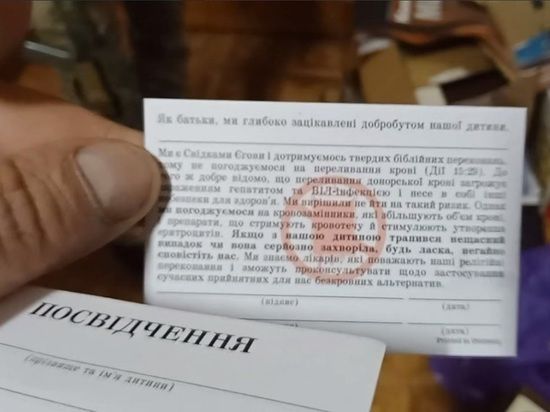 Як батьки, ми глибоко зацікавлені добробутом нашої дитини.
Ми є Свідками Єгови і дотримуємось твердих біблійних переконань,
тому не погоджуємося на переливання крові (Дії 15:29). До
того ж добре відомо, що переливання донорської крові загрожує
зараженням гепатитом та ВІЛ-інфекцією і несе в собі інші
небезпеки для здоров'я. Ми вирішили не йти на такий ризик. Однак
ми погоджуємося на кровозамінники, які збільшують об'єм крові,
препарати, що стримують кровотечу й стимулюють утворення
еритроцитів. Якщо з нашою дитиною трапився нещасний
випадок чи вона серйозно захворіла, будь ласка, негайно
сповістіть нас. Ми знаємо лікарів, які поважають наші релігійні
переконання і зможуть проконсультувати щодо застосування
сучасних прийнятних для нас безкровних альтернатив.
(підпис) (дата)
(дата)
Printed in Germany
ПОСВІДЧЕННЯ
(прізвище та ім'я дитини)